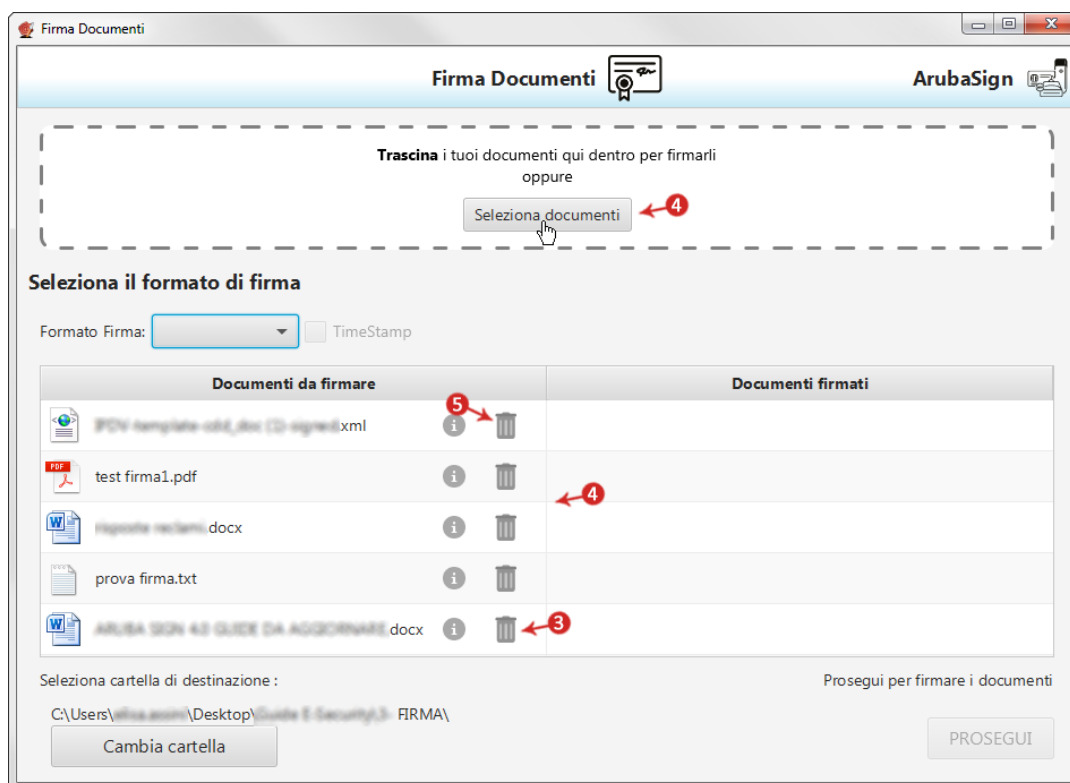 Firma Documenti
Firma Documenti
ArubaSign
Trascina i tuoi documenti qui dentro per firmarli
oppure
Seleziona documenti
4
Seleziona il formato di firma
Formato Firma:
TimeStamp
Documenti da firmare
Documenti firmati
5
.xml
i
PDF
test firma1.pdf
i
4
W
.docx
i
prova firma.txt
i
W
.docx
i
3
Seleziona cartella di destinazione :
Prosegui per firmare i documenti
C:\Users\ \Desktop\ FIRMA\
Cambia cartella
PROSEGUI